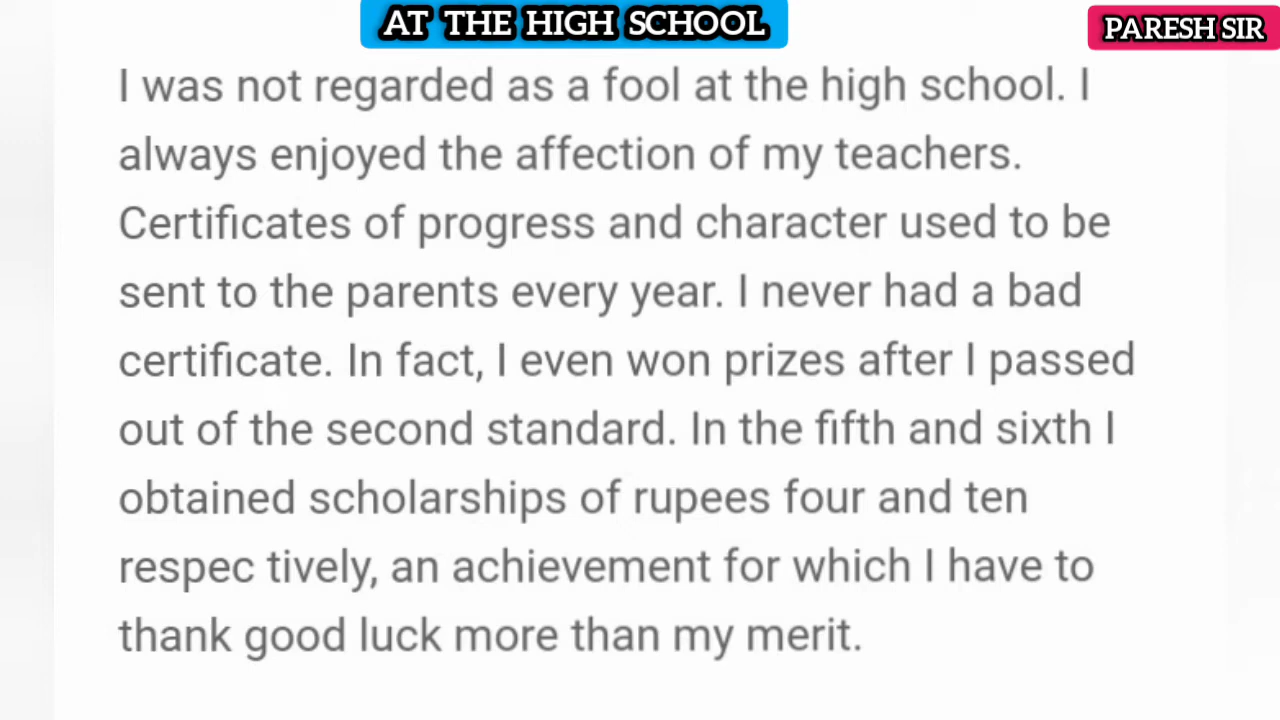 AT THE HIGH SCHOOL
PARESH SIR
I was not regarded as a fool at the high school. I
always enjoyed the affection of my teachers.
Certificates of progress and character used to be
sent to the parents every year. I never had a bad
certificate. In fact, I even won prizes after I passed
out of the second standard. In the fifth and sixth I
obtained scholarships of rupees four and ten
respec tively, an achievement for which I have to
thank good luck more than my merit.